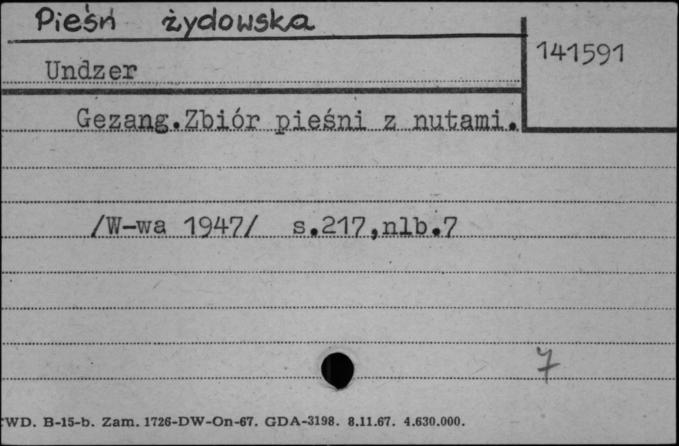 Pieśń żydowska
141591
Undzer
Gezang.Zbiór pieśni z nutami.
/W-wa 1947/ s.217,nlb.7
7
WD. B-15-b. Zam. 1726-DW-On-67. GDA-3198. 8.11.67. 4.630.000.